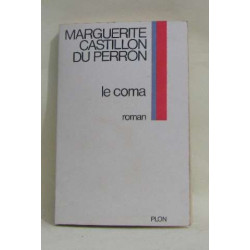 MARGUERITE
CASTILLON
DU PERRON
le coma
roman
PLON